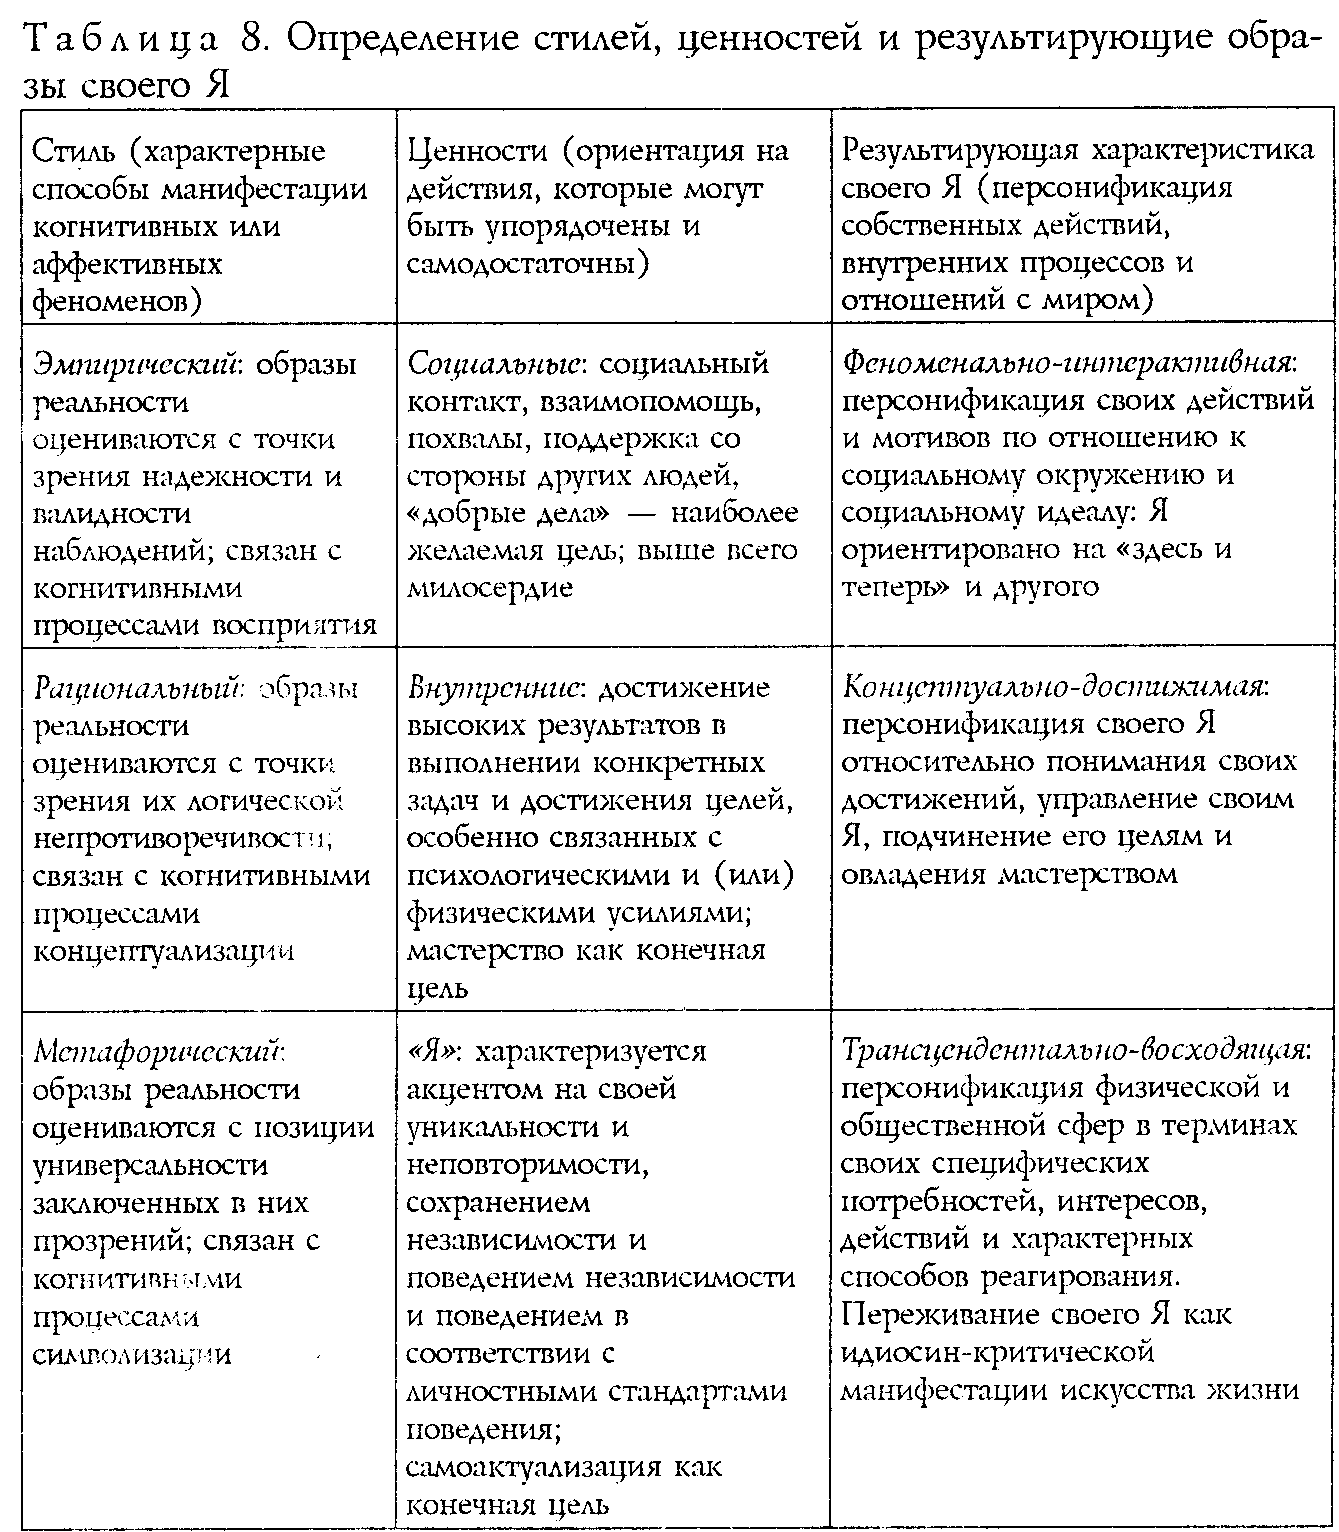 Таблица 8. Определение стилей, ценностей и результирующие обра-
зы своего Я
Стиль (характерные
способы манифестации
когнитивных или
аффективных
феноменов)
Ценности (ориентация на
действия, которые могут
быть упорядочены и
самодостаточны)
Результирующая характеристика
своего Я (персонификация
собственных действий,
внутренних процессов и
отношений с миром)
Эмпирический: образы
реальности
оцениваются с точки
зрения надежности и
валидности
наблюдений; связан с
когнитивными
процессами восприятия
Социальные: социальный
контакт, взаимопомощь,
похвалы, поддержка со
стороны других людей,
«добрые дела» — наиболее
желаемая цель; выше всего
милосердие
Феноменально-интерактивная:
персонификация своих действий
и мотивов по отношению к
социальному окружению и
социальному идеалу: Я
ориентировано на «здесь и
теперь» и другого
Рациональный: образы
реальности
оцениваются с точки
зрения их логической
непротиворечивости;
связан с когнитивными
процессами
концептуализации
Внутренние: достижение
высоких результатов в
выполнении конкретных
задач и достижения целей,
особенно связанных с
психологическими и (или)
физическими усилиями;
мастерство как конечная
цель
Концептуально-достижимая:
персонификация своего Я
относительно понимания своих
достижений, управление своим
Я, подчинение его целям и
овладения мастерством
Метафорический:
образы реальности
оцениваются с позиции
универсальности
заключенных в них
прозрений; связан с
когнитивными
процессами
символизации
«Я»: характеризуется
акцентом на своей
уникальности и
неповторимости,
сохранением
независимости и
поведением независимости
и поведением в
соответствии с
личностными стандартами
поведения;
самоактуализация как
конечная цель
Трансцендентально-восходящая:
персонификация физической и
общественной сфер в терминах
своих специфических
потребностей, интересов,
действий и характерных
способов реагирования.
Переживание своего Я как
идиосин-критической
манифестации искусства жизни